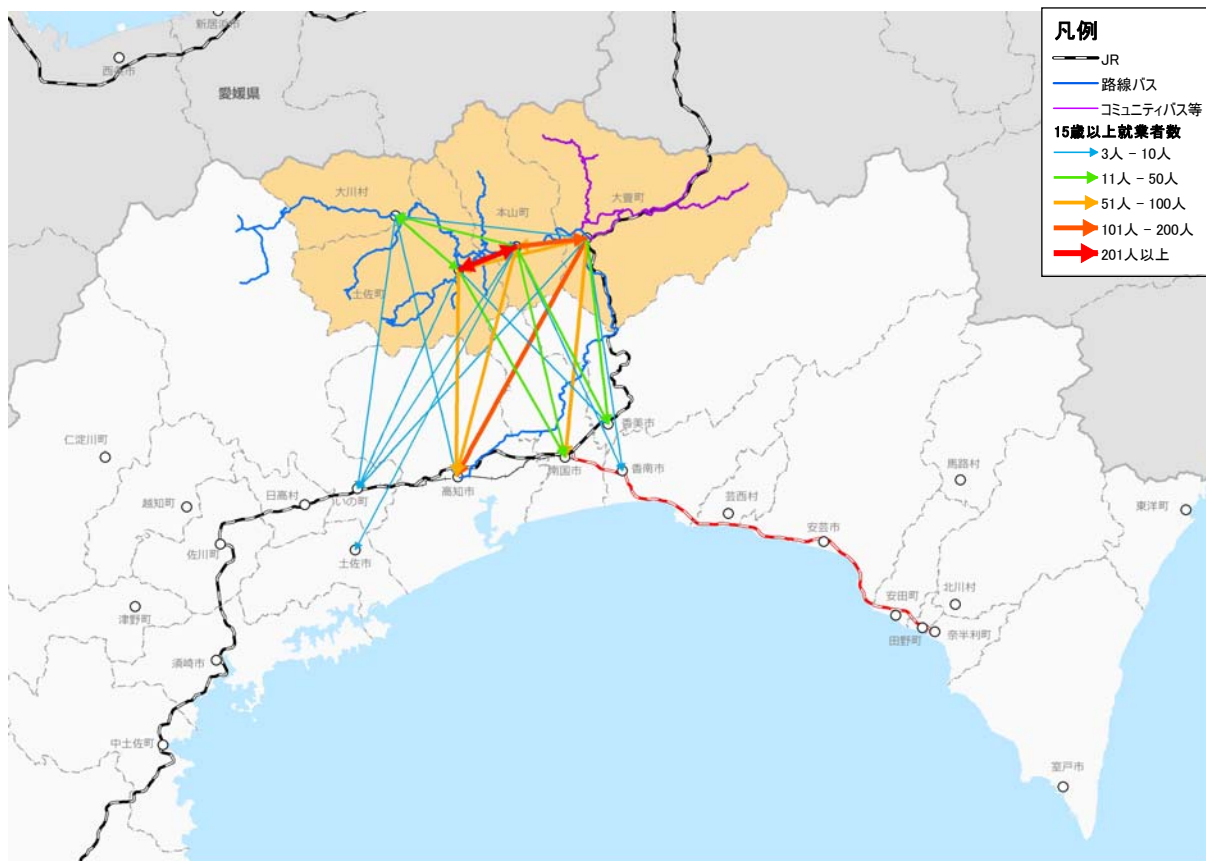 新居浜市
西条市
愛媛県
凡例
JR
路線バス
コミュニティバス等
15歳以上就業者数
3人 - 10人
11人 - 50人
51人 - 100人
101人 - 200人
201人以上
大川村
本山町
大豊町
土佐町
仁淀川町
越知町
日高村
いの町
高知市
南国市
香美市
香南市
佐川町
土佐市
芸西村
安芸市
馬路村
東洋町
津野町
安田町
北川村
田野町
奈半利町
須崎市
中土佐町
室戸市